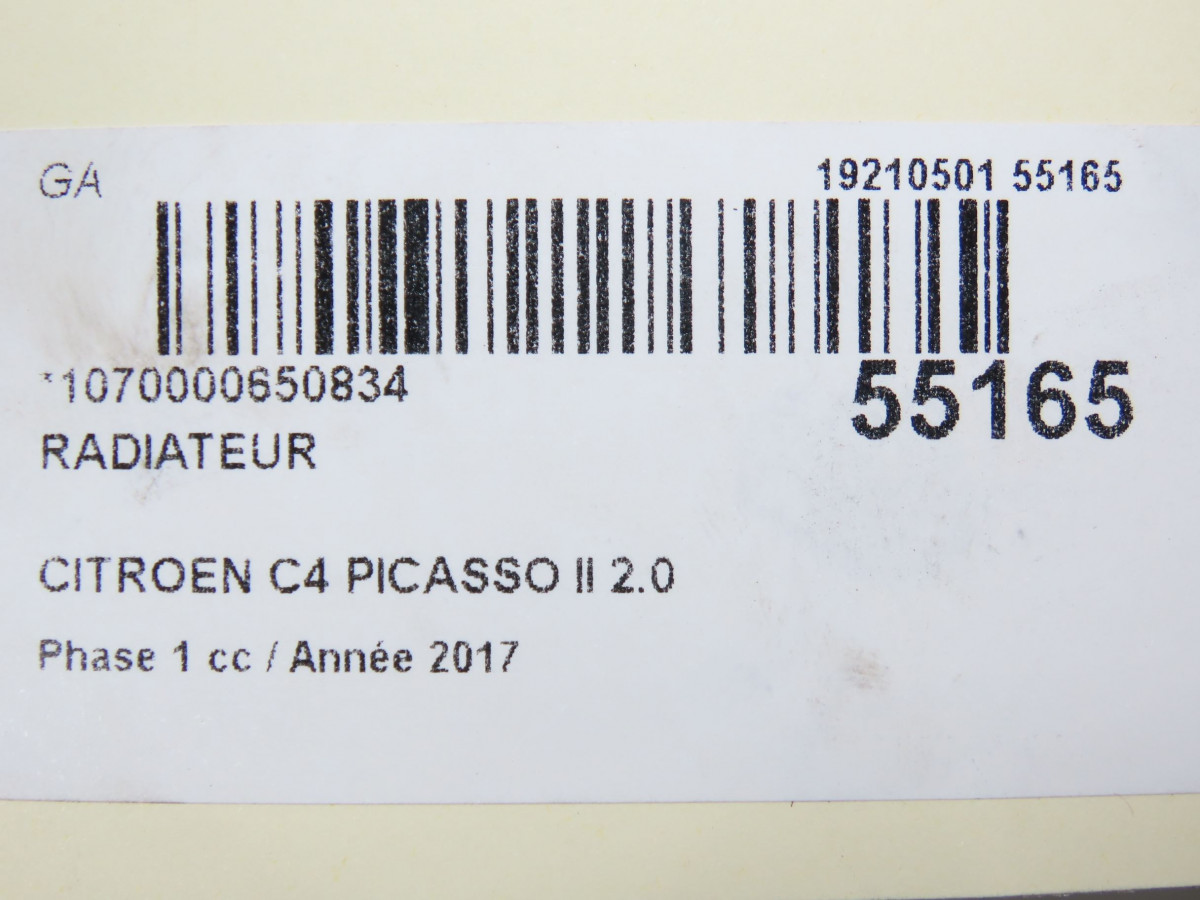 GA
19210501 55165
*1070000650834
55165
RADIATEUR
CITROEN C4 PICASSO II 2.0
Phase 1 cc / Année 2017